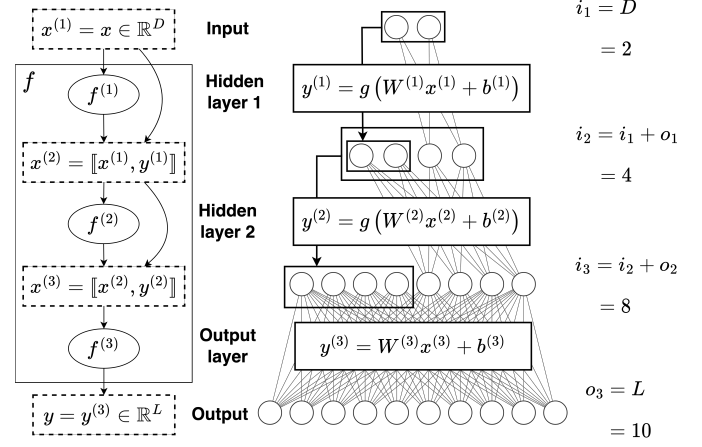 x^{(1)} = x ∈ ℝ^D
Input
i_1 = D
= 2
f
f^{(1)}
Hidden
layer 1
y^{(1)} = g (W^{(1)}x^{(1)} + b^{(1)})
x^{(2)} = ⟦x^{(1)}, y^{(1)}⟧
i_2 = i_1 + o_1
= 4
f^{(2)}
Hidden
layer 2
y^{(2)} = g (W^{(2)}x^{(2)} + b^{(2)})
x^{(3)} = ⟦x^{(2)}, y^{(2)}⟧
i_3 = i_2 + o_2
= 8
f^{(3)}
Output
layer
y^{(3)} = W^{(3)}x^{(3)} + b^{(3)}
y = y^{(3)} ∈ ℝ^L
Output
o_3 = L
= 10